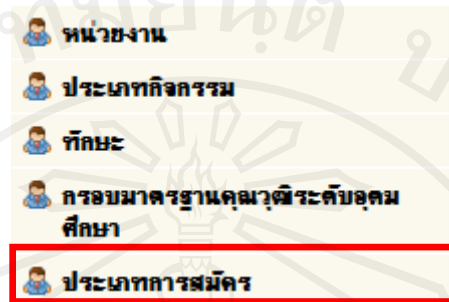 หน่วยงาน
ประเภทกิจกรรม
ทักษะ
กรอบมาตรฐานคุณวุฒิระดับอุดม
ศึกษา
ประเภทการสมัคร